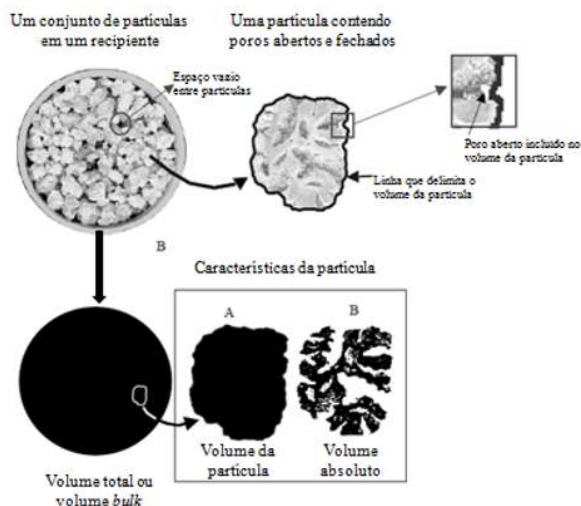 Um conjunto de partículas
em um recipiente
Uma partícula contendo
poros abertos e fechados
Espaço vazio
entre partículas
Poro aberto incluído no
volume da partícula
Linha que delimita o
volume da partícula
B
Características da partícula
A
B
Volume da
partícula
Volume
absoluto
Volume total ou
volume bulk